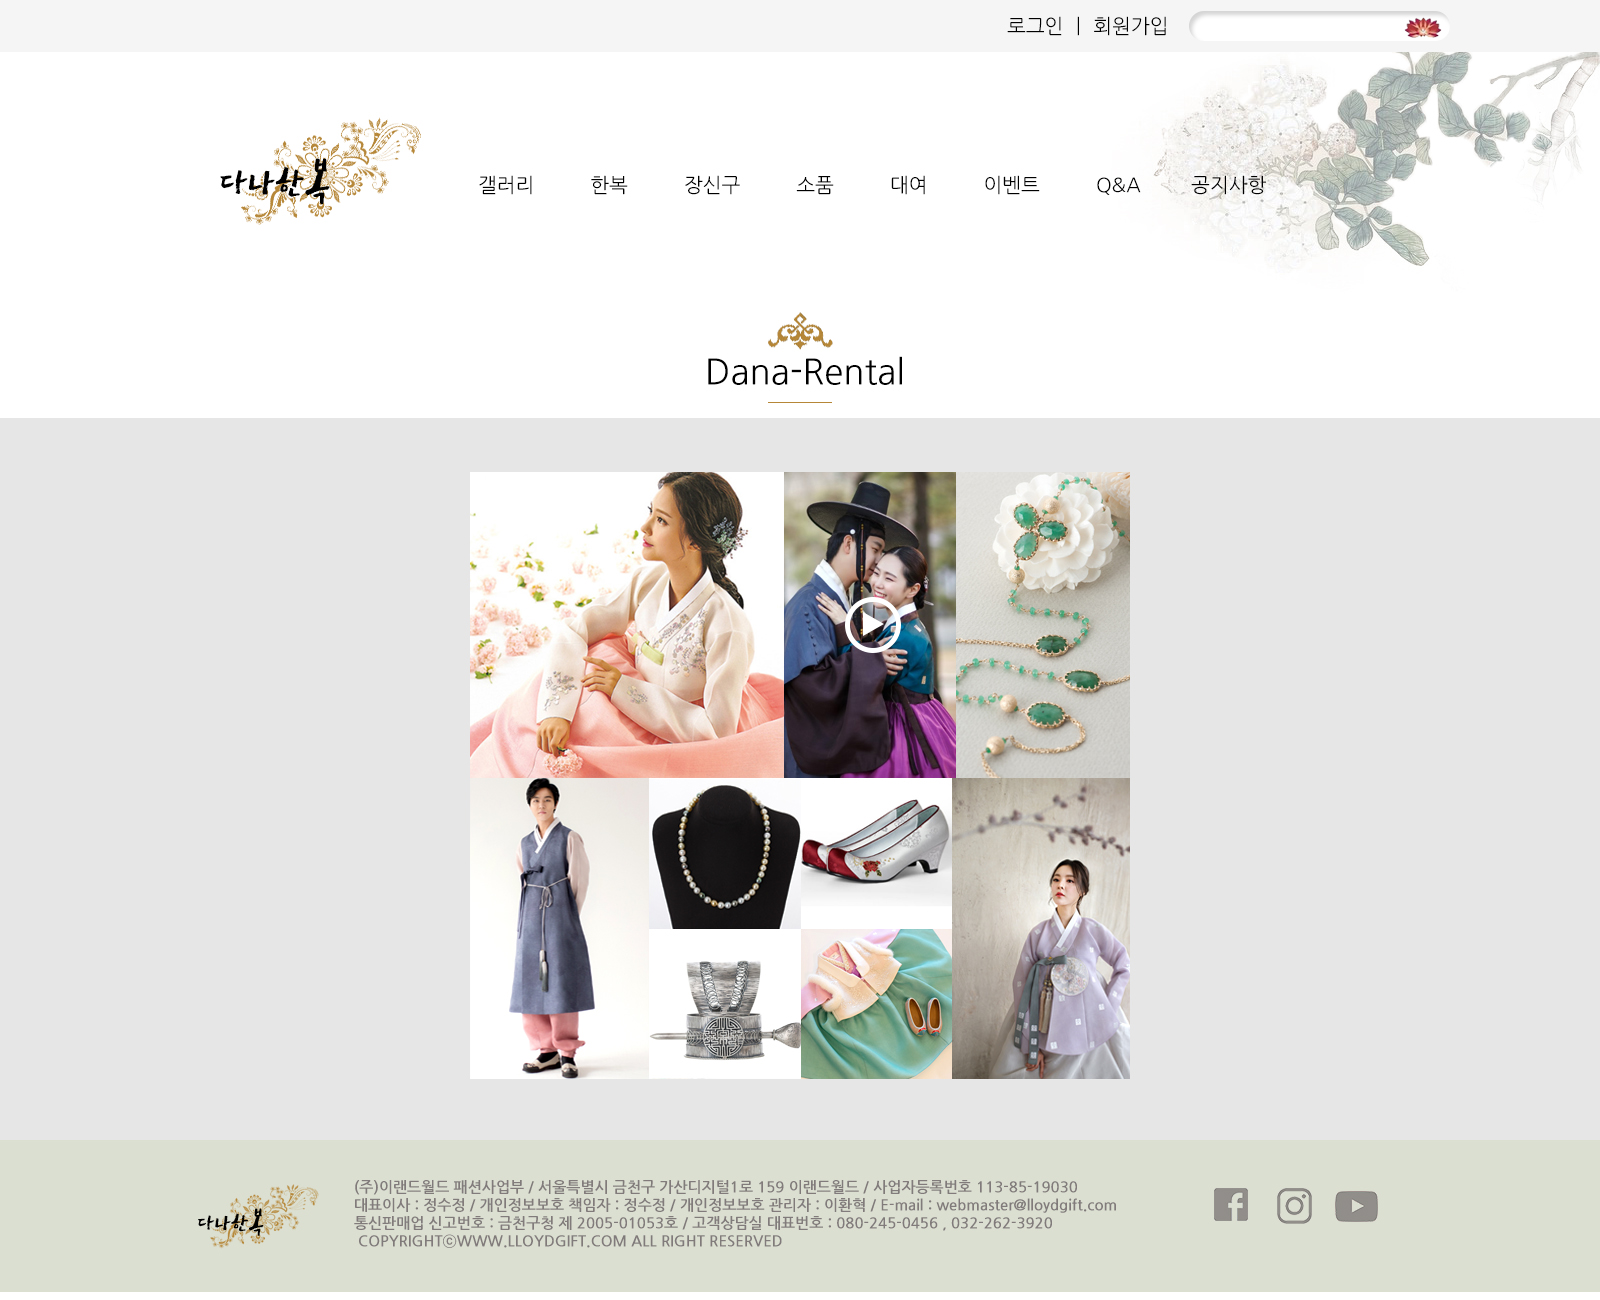 로그인 | 회원가입
다나한복
갤러리 한복 장신구 소품 대여 이벤트 Q&A 공지사항
Dana-Rental
다나한복
(주)이랜드월드 패션사업부 / 서울특별시 금천구 가산디지털1로 159 이랜드월드 / 사업자등록번호 113-85-19030
대표이사 : 정수정 / 개인정보보호 책임자 : 정수정 / 개인정보보호 관리자 : 이환혁 / E-mail : webmaster@lloydgift.com
통신판매업 신고번호 : 금천구청 제 2005-01053호 / 고객상담실 대표번호 : 080-245-0456 , 032-262-3920
COPYRIGHTⓒWWW.LLOYDGIFT.COM ALL RIGHT RESERVED